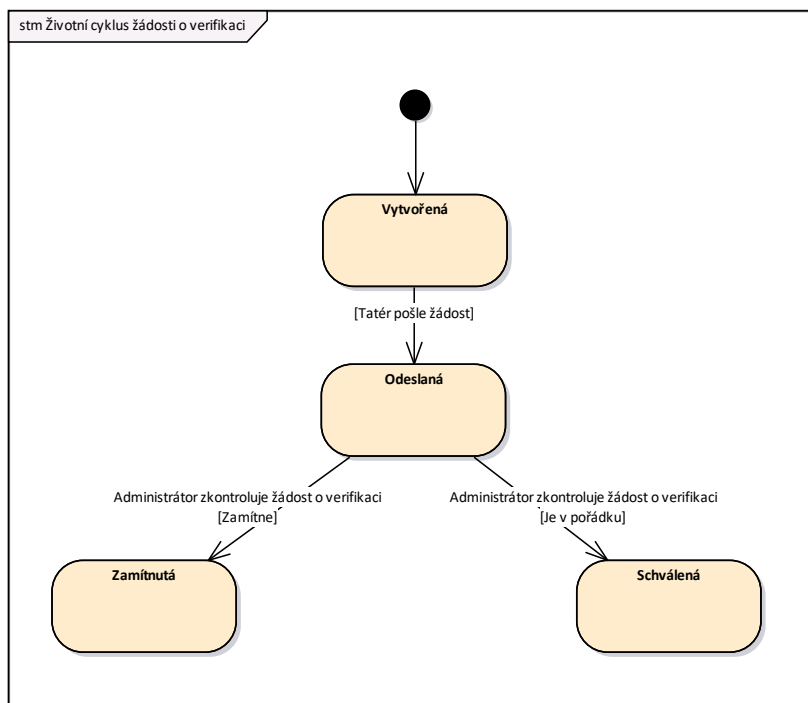 stm Životní cyklus žádosti o verifikaci
Vytvořená
[Tatér pošle žádost]
Odeslaná
Administrátor zkontroluje žádost o verifikaci
[Zamítne]
Administrátor zkontroluje žádost o verifikaci
[Je v pořádku]
Zamítnutá
Schválená